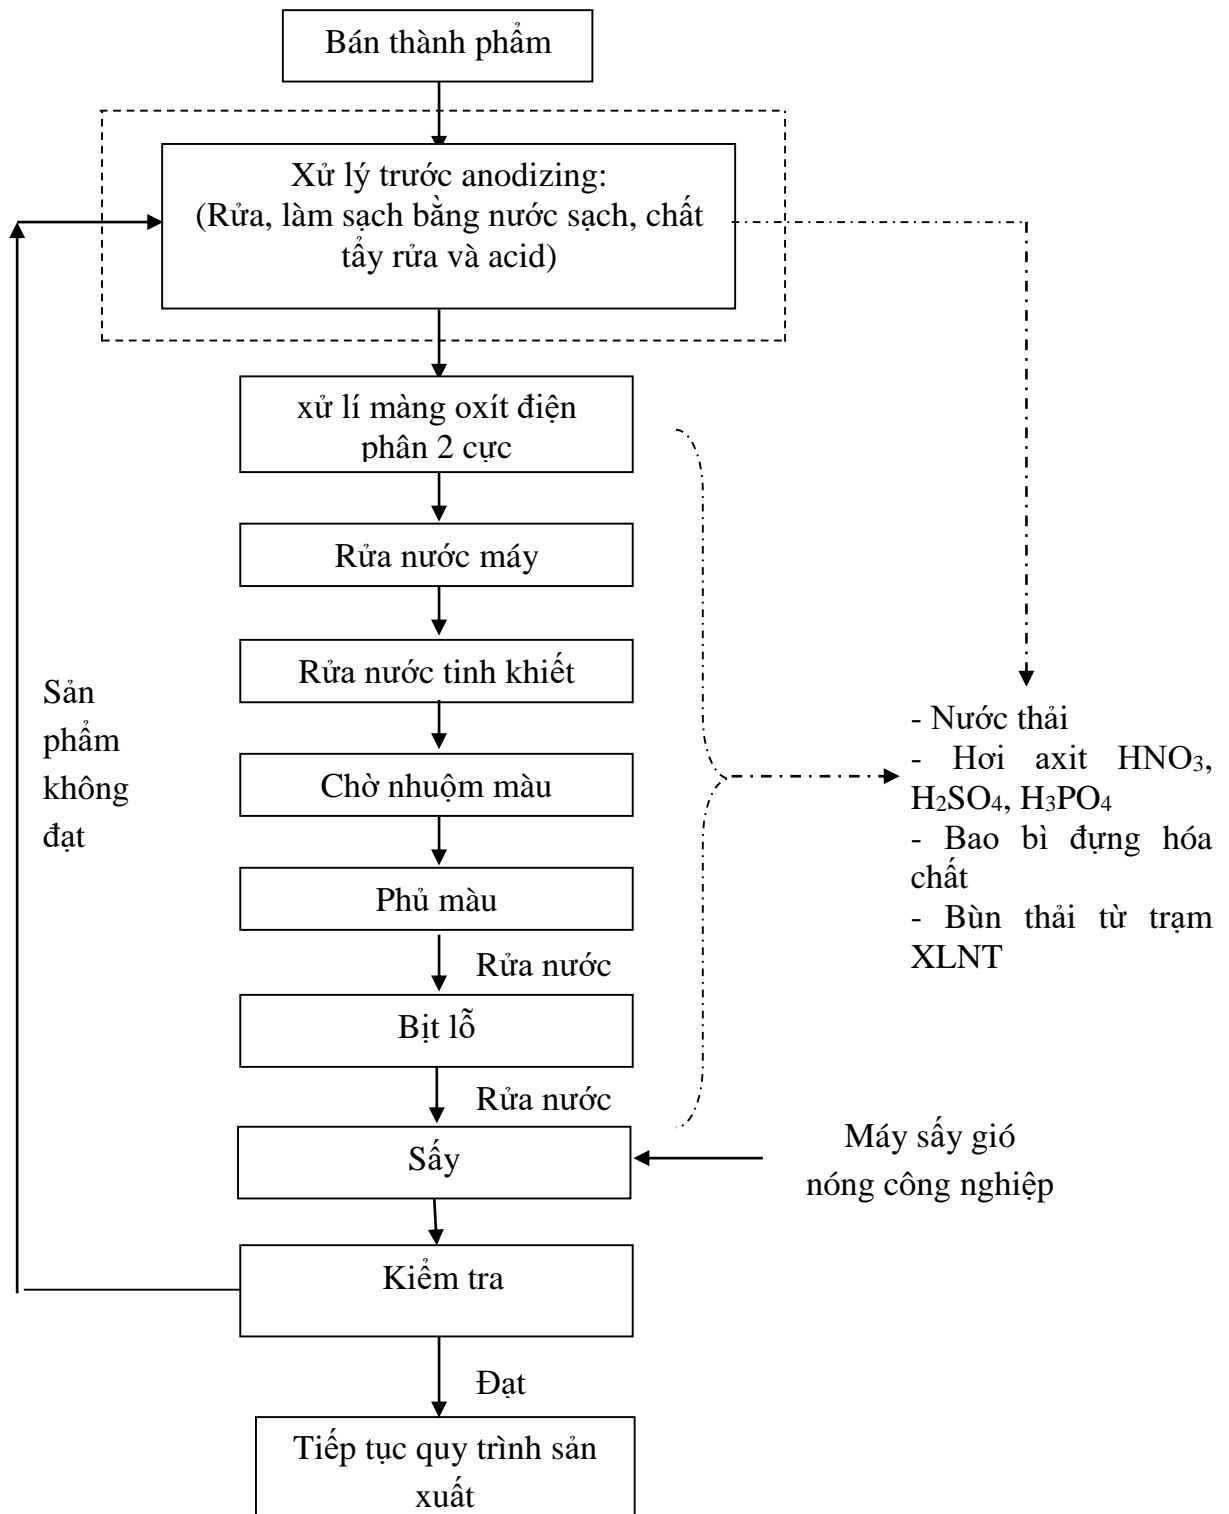 Bán thành phẩm
Xử lý trước anodizing:
(Rửa, làm sạch bằng nước sạch, chất
tẩy rửa và acid)
xử lí màng oxít điện
phân 2 cực
Rửa nước máy
Rửa nước tinh khiết
Chờ nhuộm màu
Phủ màu
Rửa nước
Bịt lỗ
Rửa nước
Sấy
Máy sấy gió
nóng công nghiệp
Kiểm tra
Đạt
Tiếp tục quy trình sản
xuất
Sản
phẩm
không
đạt
- Nước thải
- Hơi axit HNO₃,
H₂SO₄, H₃PO₄
- Bao bì đựng hóa
chất
- Bùn thải từ trạm
XLNT